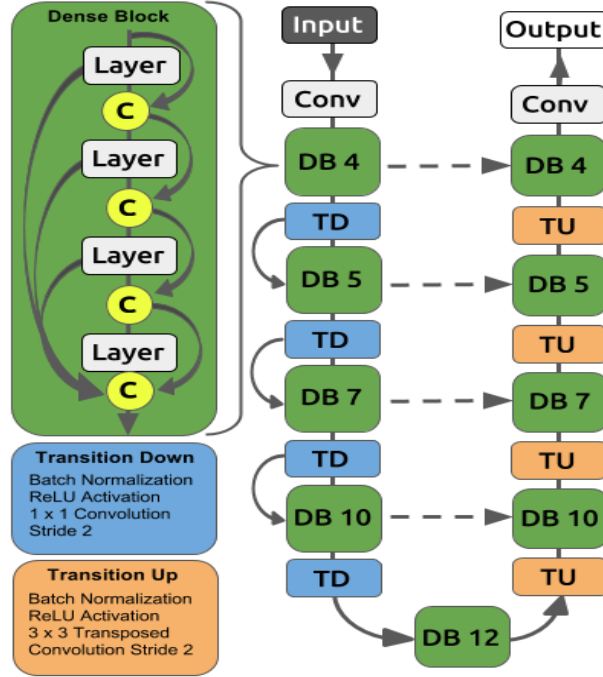 Dense Block
Layer
C
Layer
C
Layer
C
Layer
C
Transition Down
Batch Normalization
ReLU Activation
1 x 1 Convolution
Stride 2
Transition Up
Batch Normalization
ReLU Activation
3 x 3 Transposed
Convolution Stride 2
Input
Conv
DB 4
TD
DB 5
TD
DB 7
TD
DB 10
TD
DB 12
Output
Conv
DB 4
TU
DB 5
TU
DB 7
TU
DB 10
TU